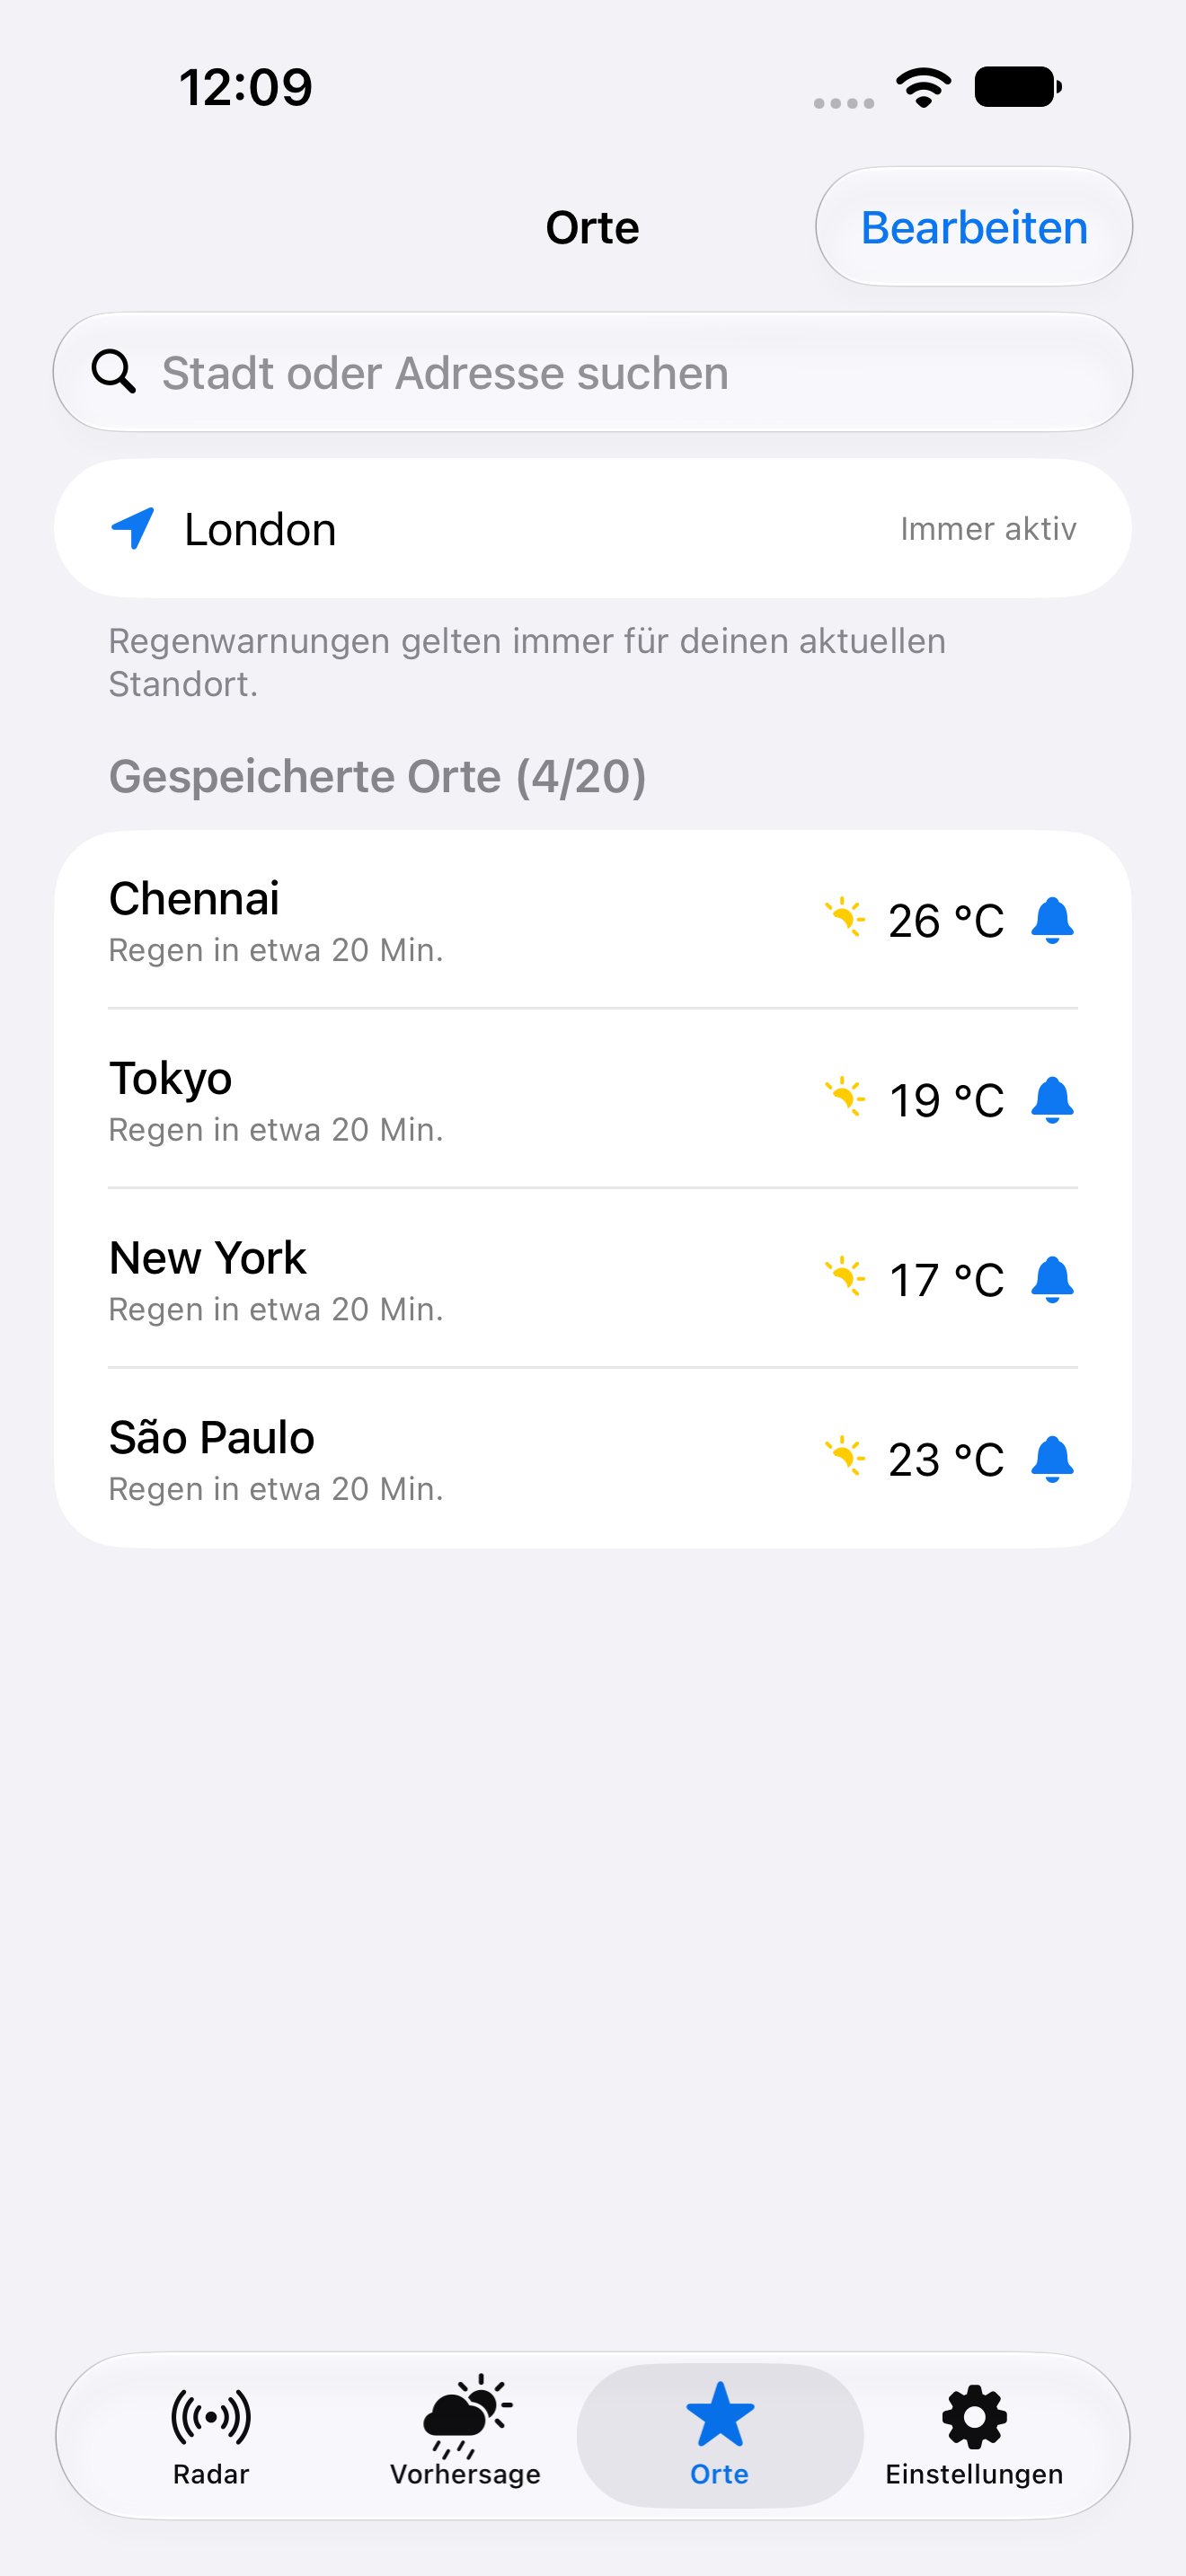 12:09
Orte
Bearbeiten
Stadt oder Adresse suchen
London
Immer aktiv
Regenwarnungen gelten immer für deinen aktuellen
Standort.
Gespeicherte Orte (4/20)
Chennai
Regen in etwa 20 Min.
26 °C
Tokyo
Regen in etwa 20 Min.
19 °C
New York
Regen in etwa 20 Min.
17 °C
São Paulo
Regen in etwa 20 Min.
23 °C
Radar
Vorhersage
Orte
Einstellungen